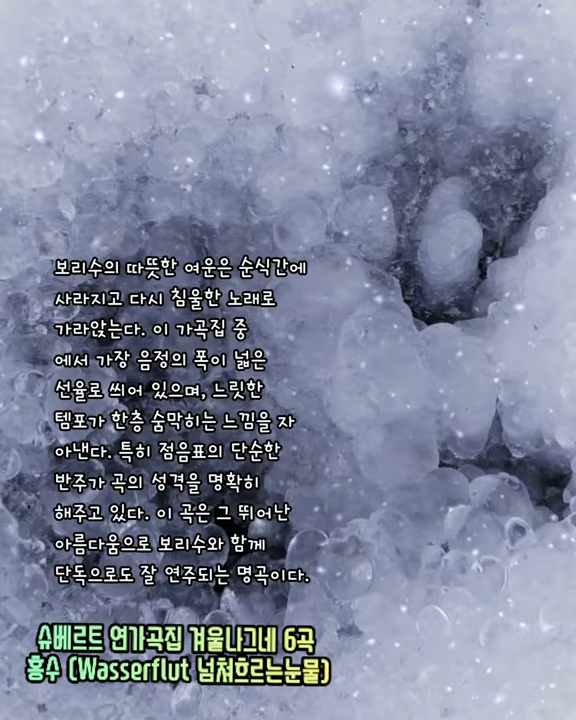 보리수의 따뜻한 여운은 순식간에
사라지고 다시 침울한 노래로
가라앉는다. 이 가곡집 중
에서 가장 음정의 폭이 넓은
선율로 씌어 있으며, 느릿한
템포가 한층 숨막히는 느낌을 자
아낸다. 특히 점음표의 단순한
반주가 곡의 성격을 명확히
해주고 있다. 이 곡은 그 뛰어난
아름다움으로 보리수와 함께
단독으로도 잘 연주되는 명곡이다.
슈베르트 연가곡집 겨울나그네 6곡
홍수 (Wasserflut 넘쳐흐르는눈물)